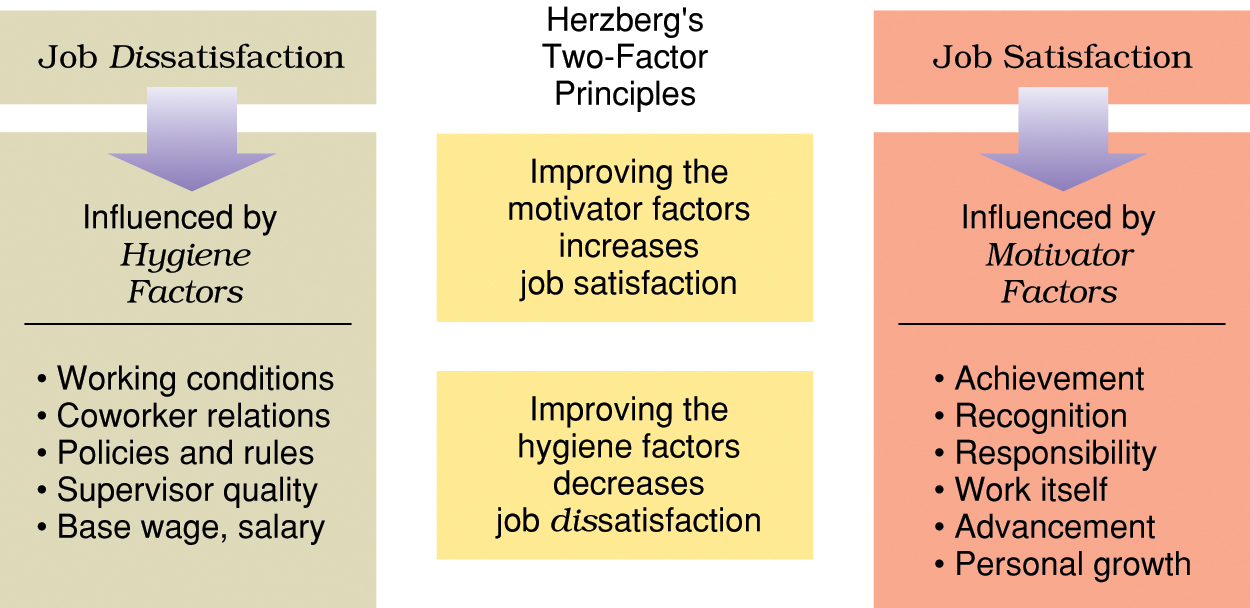 Job Dissatisfaction
Influenced by
Hygiene
Factors
• Working conditions
• Coworker relations
• Policies and rules
• Supervisor quality
• Base wage, salary
Herzberg's
Two-Factor
Principles
Improving the
motivator factors
increases
job satisfaction
Improving the
hygiene factors
decreases
job dissatisfaction
Job Satisfaction
Influenced by
Motivator
Factors
• Achievement
• Recognition
• Responsibility
• Work itself
• Advancement
• Personal growth